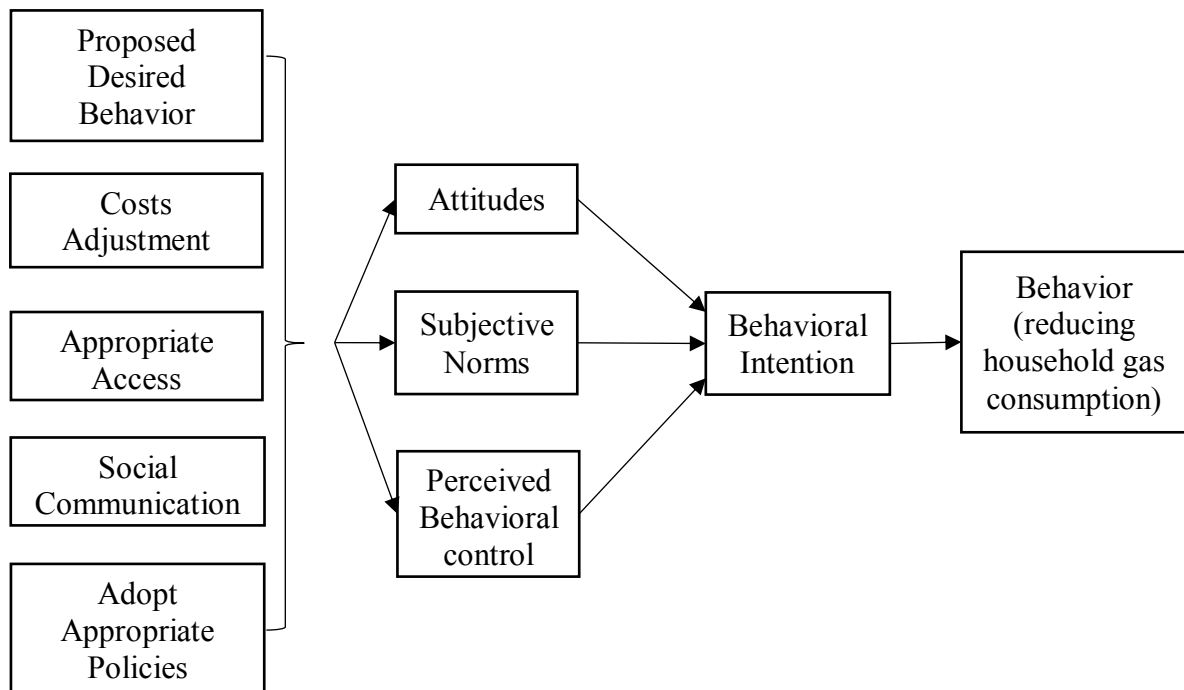 Proposed
Desired
Behavior
Costs
Adjustment
Appropriate
Access
Social
Communication
Adopt
Appropriate
Policies
Attitudes
Subjective
Norms
Perceived
Behavioral
control
Behavioral
Intention
Behavior
(reducing
household gas
consumption)